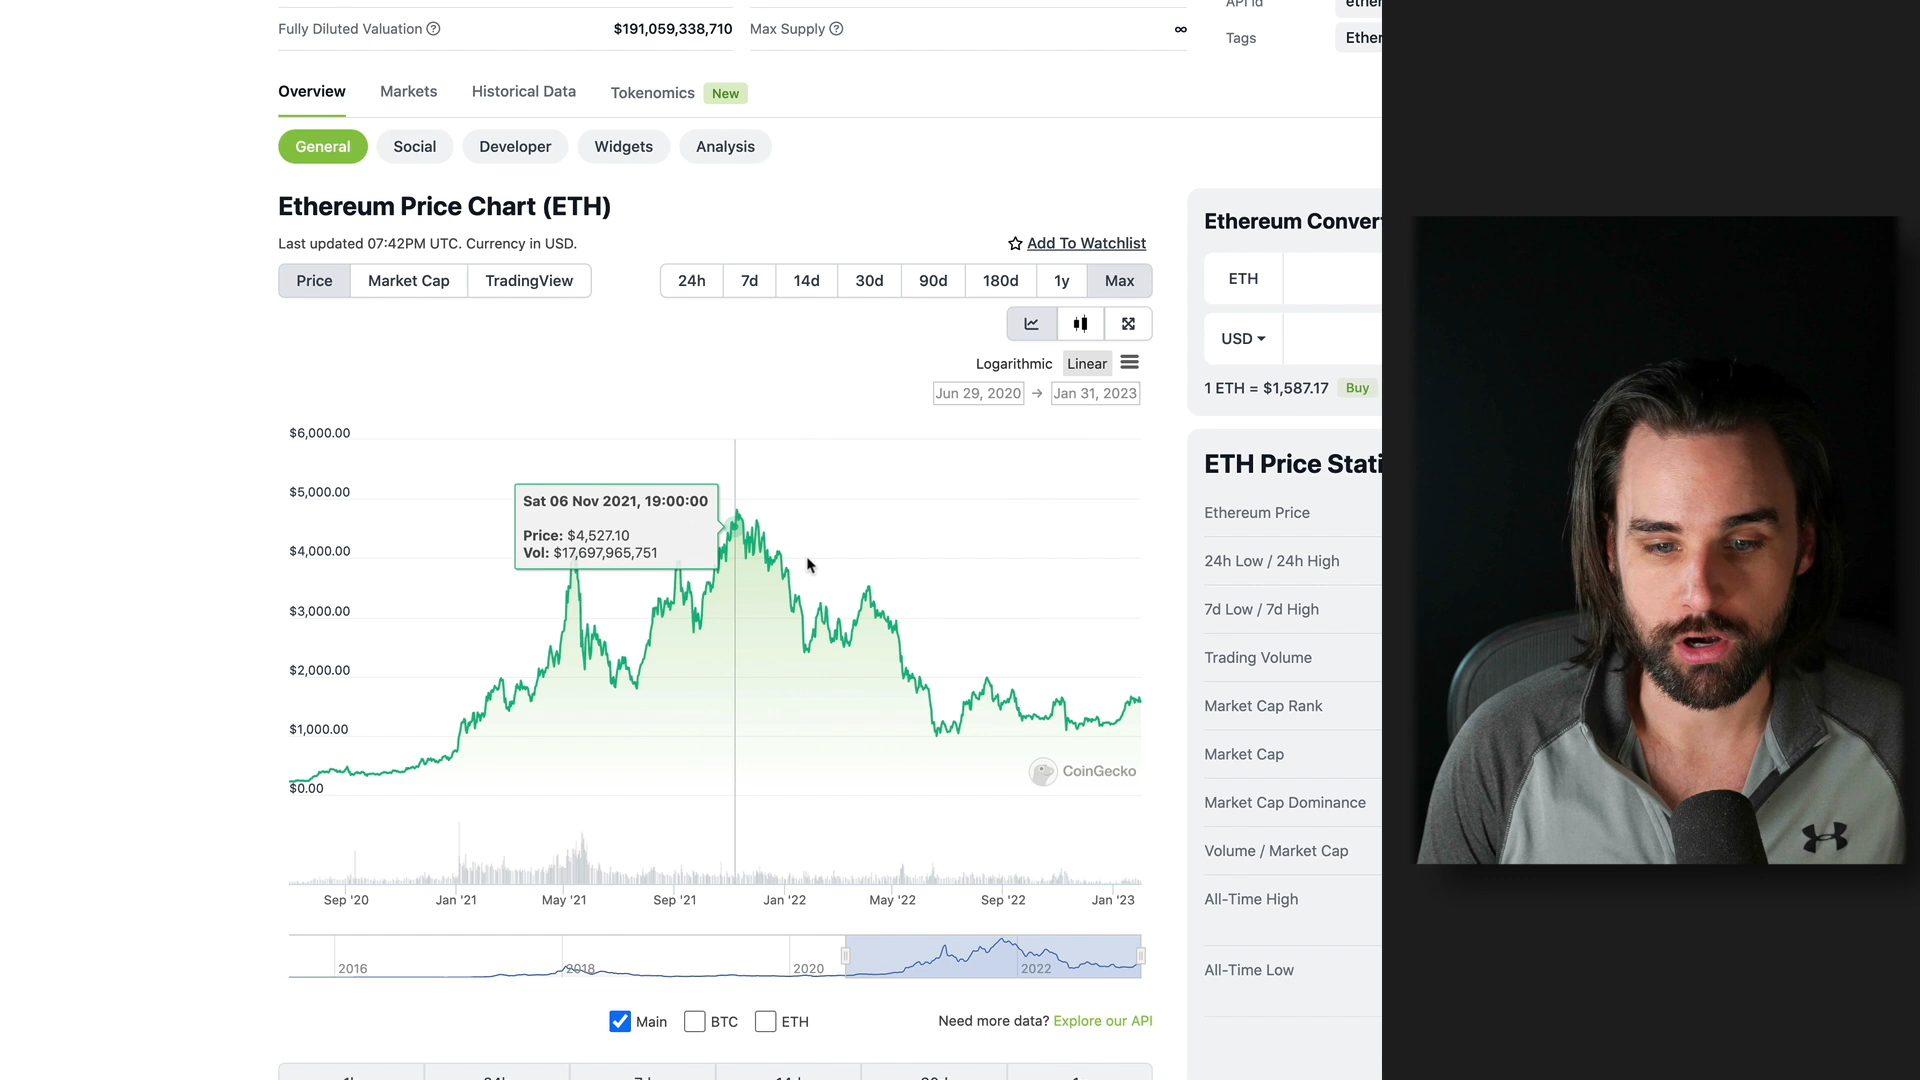 API id
Fully Diluted Valuation
$191,059,338,710
Max Supply
∞
Tags
Overview
Markets
Historical Data
Tokenomics
New
General
Social
Developer
Widgets
Analysis
Ethereum Price Chart (ETH)
Last updated 07:42PM UTC. Currency in USD.
Add To Watchlist
Price
Market Cap
TradingView
24h
7d
14d
30d
90d
180d
1y
Max
Logarithmic
Linear
Jun 29, 2020 → Jan 31, 2023
$6,000.00
$5,000.00
$4,000.00
$3,000.00
$2,000.00
$1,000.00
$0.00
Sat 06 Nov 2021, 19:00:00
Price: $4,527.10
Vol: $17,697,965,751
CoinGecko
Sep '20
Jan '21
May '21
Sep '21
Jan '22
May '22
Sep '22
Jan '23
2016
2018
2020
2022
Main
BTC
ETH
Need more data? Explore our API
Ethereum Conver
ETH
USD
1 ETH = $1,587.17
Buy
ETH Price Stati
Ethereum Price
24h Low / 24h High
7d Low / 7d High
Trading Volume
Market Cap Rank
Market Cap
Market Cap Dominance
Volume / Market Cap
All-Time High
All-Time Low